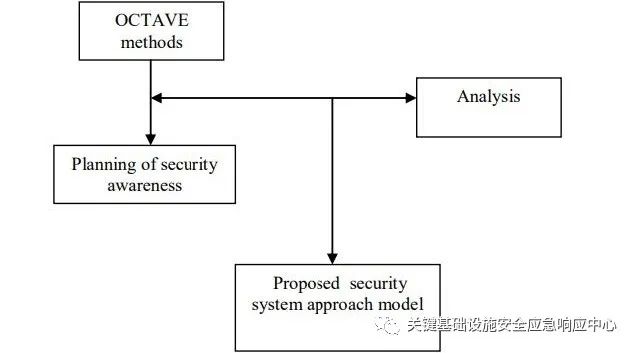 OCTAVE
methods
Analysis
Planning of security
awareness
Proposed security
system approach model
关键基础设施安全应急响应中心